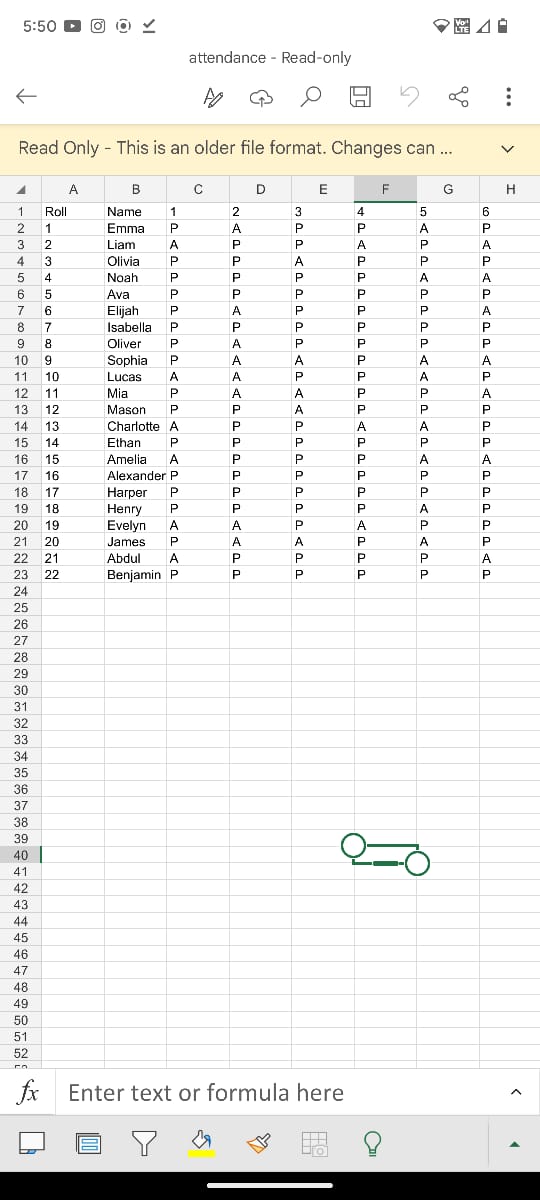 5:50
Vo" LTE
attendance - Read-only
Read Only - This is an older file format. Changes can ...
A B C D E F G H
1 Roll Name 1 2 3 4 5 6
2 1 Emma P A P P A P
3 2 Liam A P P A P A
4 3 Olivia P P A P P P
5 4 Noah P P P P A A
6 5 Ava P P P P P P
7 6 Elijah P A P P P A
8 7 Isabella P P P P P P
9 8 Oliver P A P P P P
10 9 Sophia P A A P A A
11 10 Lucas A A P P A P
12 11 Mia P A A P P A
13 12 Mason P P A P P P
14 13 Charlotte A P P A A P
15 14 Ethan P P P P P P
16 15 Amelia A P P P A A
17 16 Alexander P P P P P P
18 17 Harper P P P P P P
19 18 Henry P P P P A P
20 19 Evelyn A A P A P P
21 20 James P A A P A P
22 21 Abdul A P P P P A
23 22 Benjamin P P P P P P
24
25
26
27
28
29
30
31
32
33
34
35
36
37
38
39
40
41
42
43
44
45
46
47
48
49
50
51
52
fx Enter text or formula here